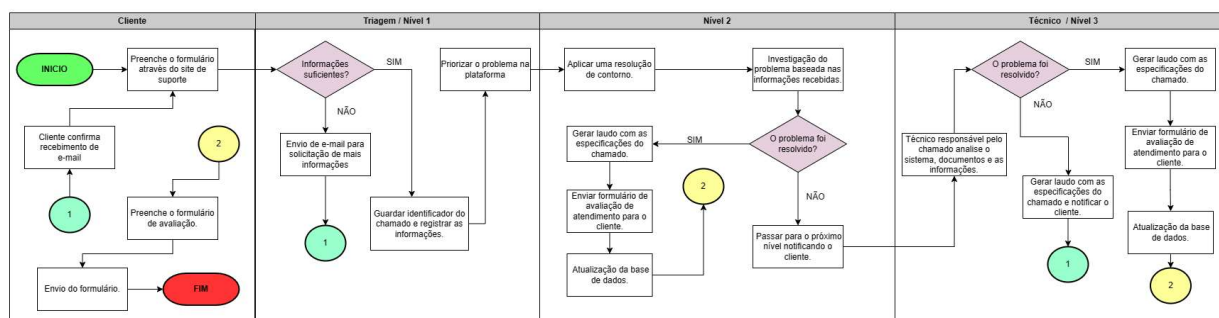 Cliente
INICIO
Preenche o formulário
através do site de
suporte
Cliente confirma
recebimento de
e-mail
2
1
Preenche o formulário
de avaliação.
Envio do formulário.
FIM
Triagem / Nível 1
Informações
suficientes?
SIM
NÃO
Envio de e-mail para
solicitação de mais
informações
1
Guardar identificador do
chamado e registrar as
informações.
Priorizar o problema na
plataforma
Nível 2
Aplicar uma resolução
de contorno.
Investigação do
problema baseada nas
informações recebidas.
O problema foi
resolvido?
SIM
NÃO
Gerar laudo com as
especificações do
chamado.
Enviar formulário de
avaliação de
atendimento para o
cliente.
Atualização da base
de dados.
2
Passar para o próximo
nível notificando o
cliente.
Técnico / Nível 3
Técnico responsável pelo
chamado analise o
sistema, documentos e as
informações.
O problema foi
resolvido?
SIM
NÃO
Gerar laudo com as
especificações do
chamado e notificar o
cliente.
1
Gerar laudo com as
especificações do
chamado.
Enviar formulário de
avaliação de
atendimento para o
cliente.
Atualização da base
de dados.
2